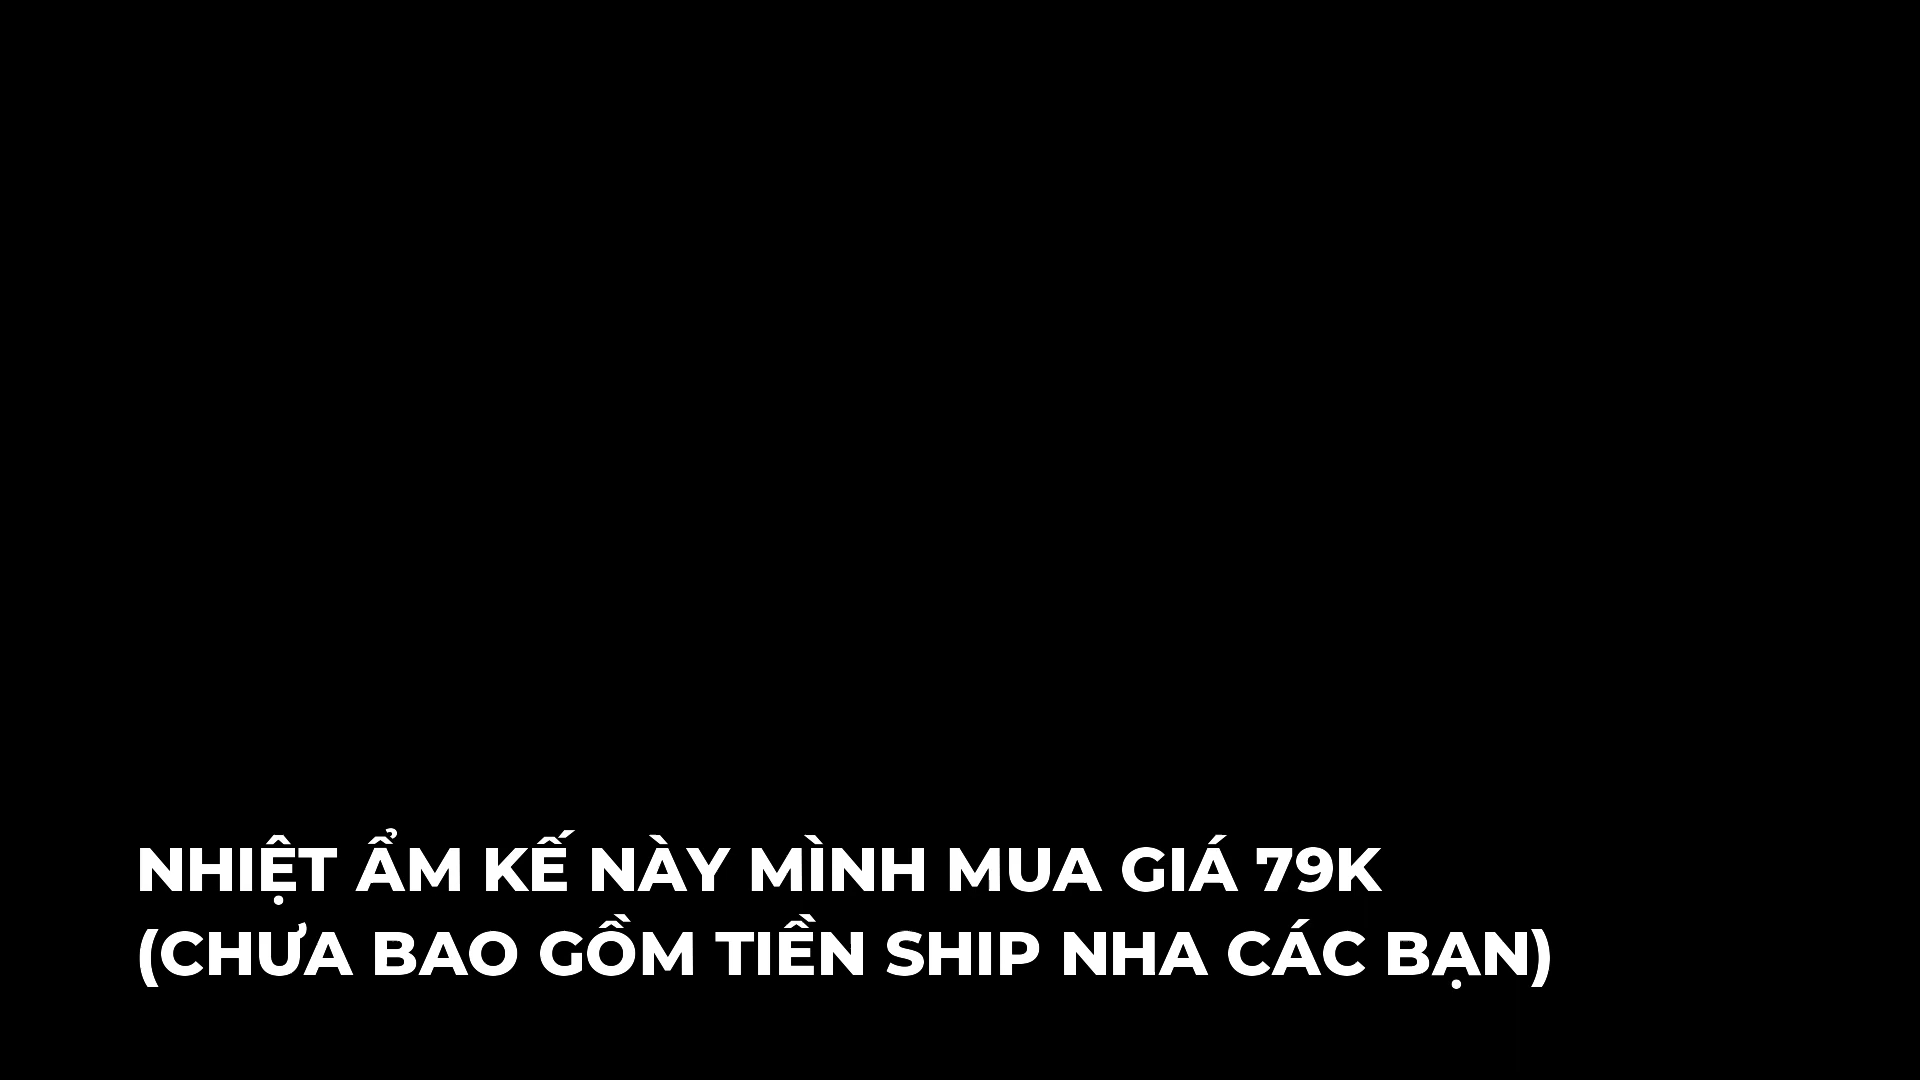 NHIỆT ẨM KẾ NÀY MÌNH MUA GIÁ 79K
(CHƯA BAO GỒM TIỀN SHIP NHA CÁC BẠN)